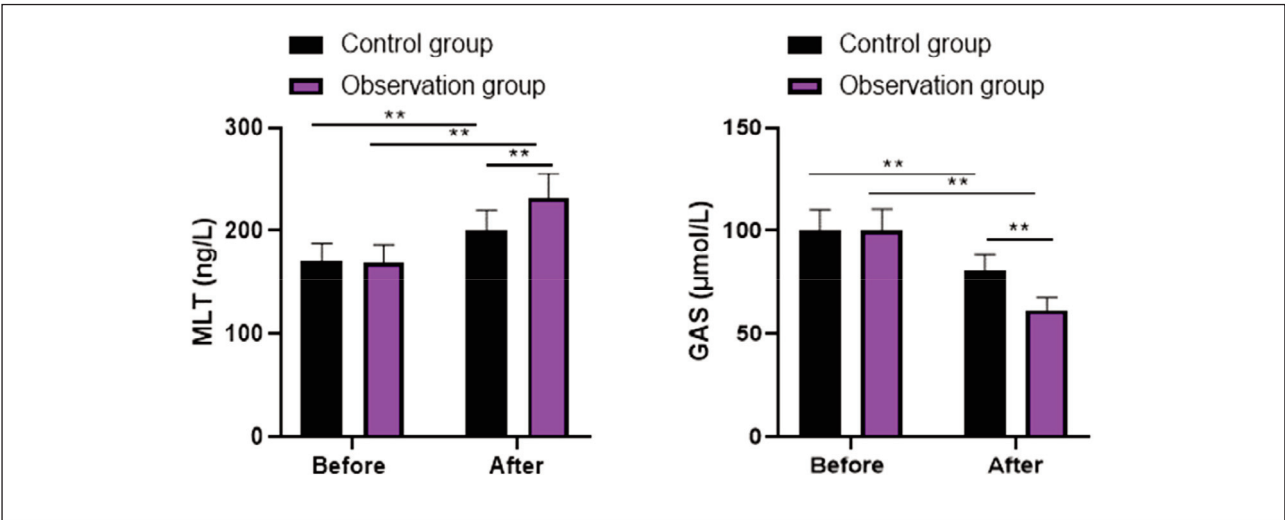 Control group
Observation group
**
**
**
300
200
100
0
MLT (ng/L)
Before After
Control group
Observation group
**
**
**
150
100
50
0
GAS (μmol/L)
Before After